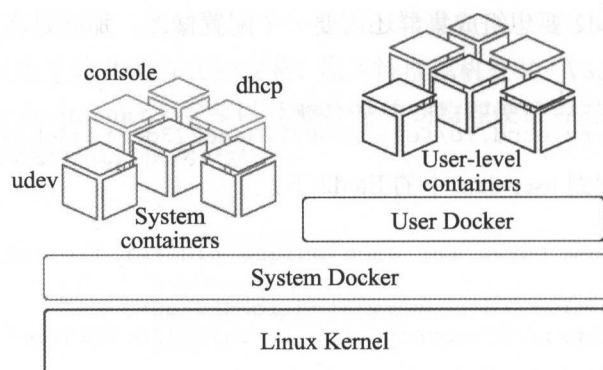 console
dhcp
udev
System
containers
User-level
containers
User Docker
System Docker
Linux Kernel